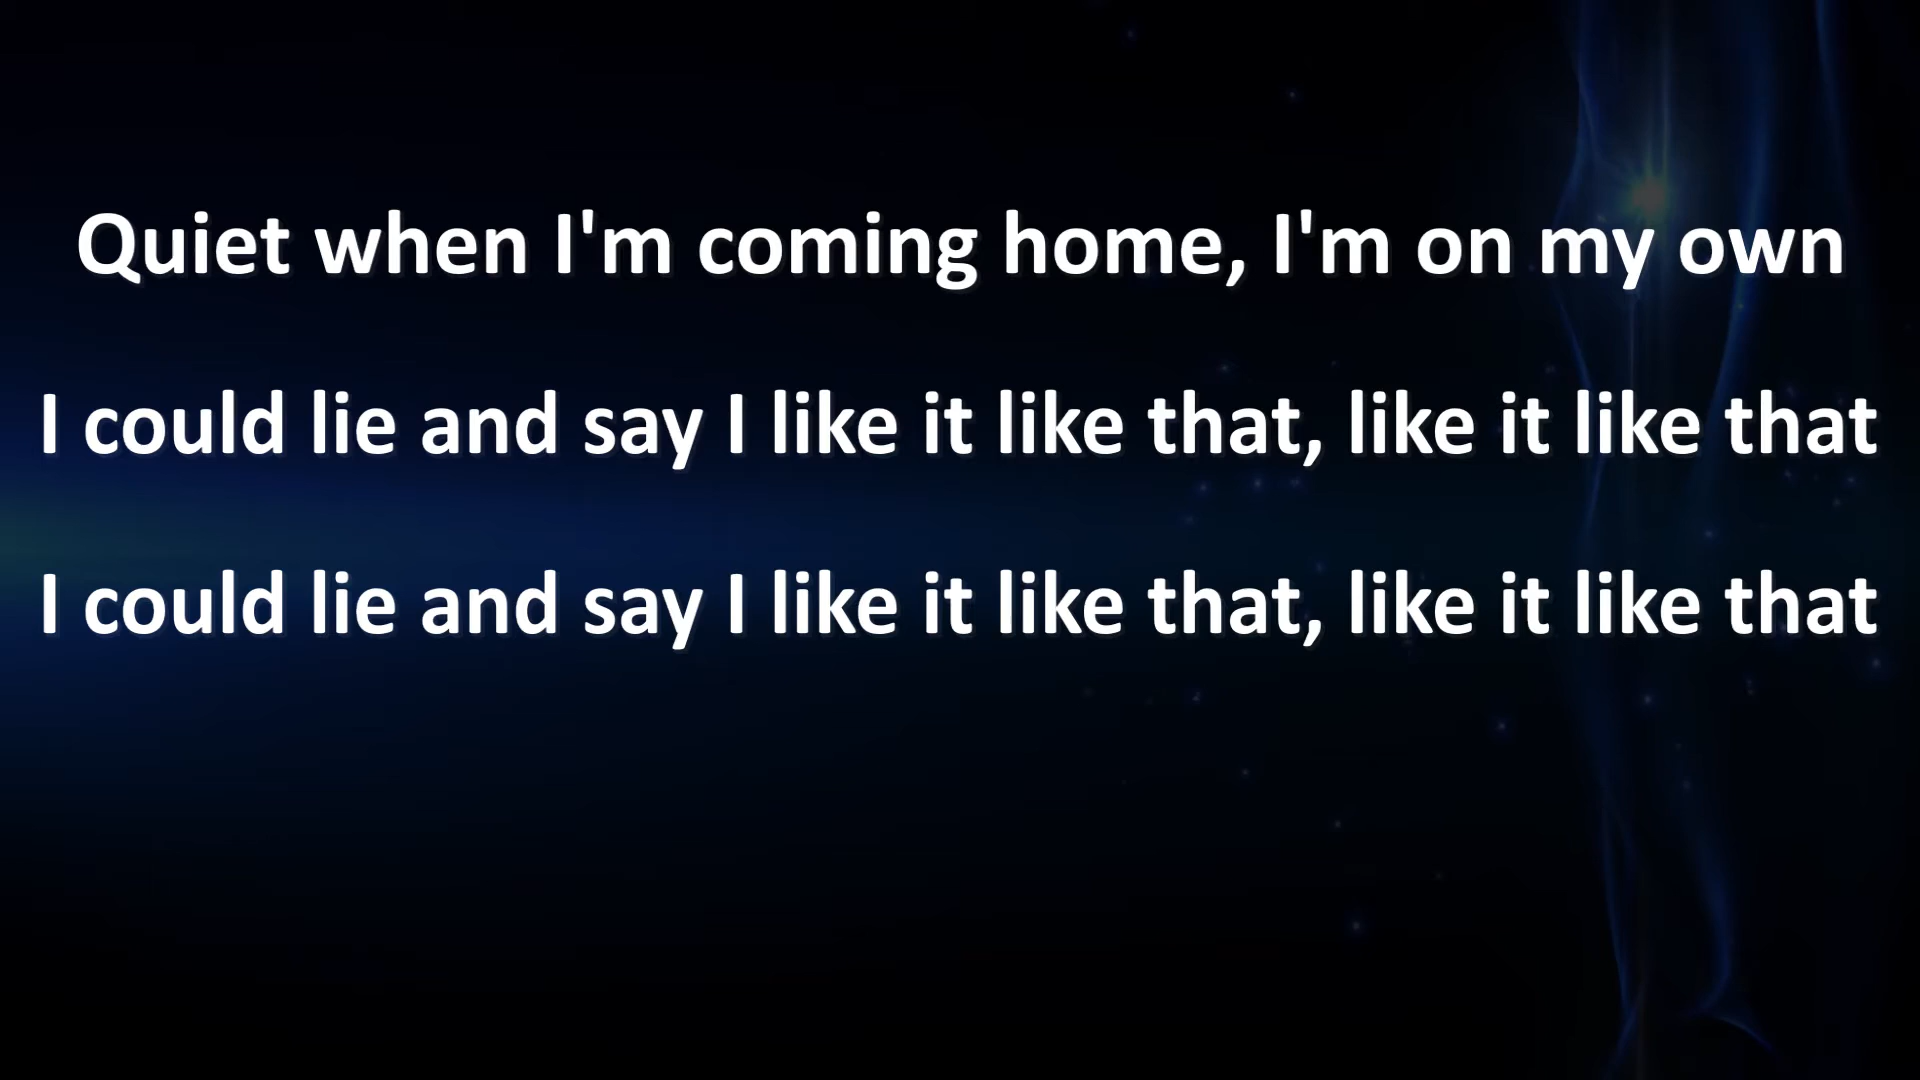 Quiet when I'm coming home, I'm on my own
I could lie and say I like it like that, like it like that
I could lie and say I like it like that, like it like that